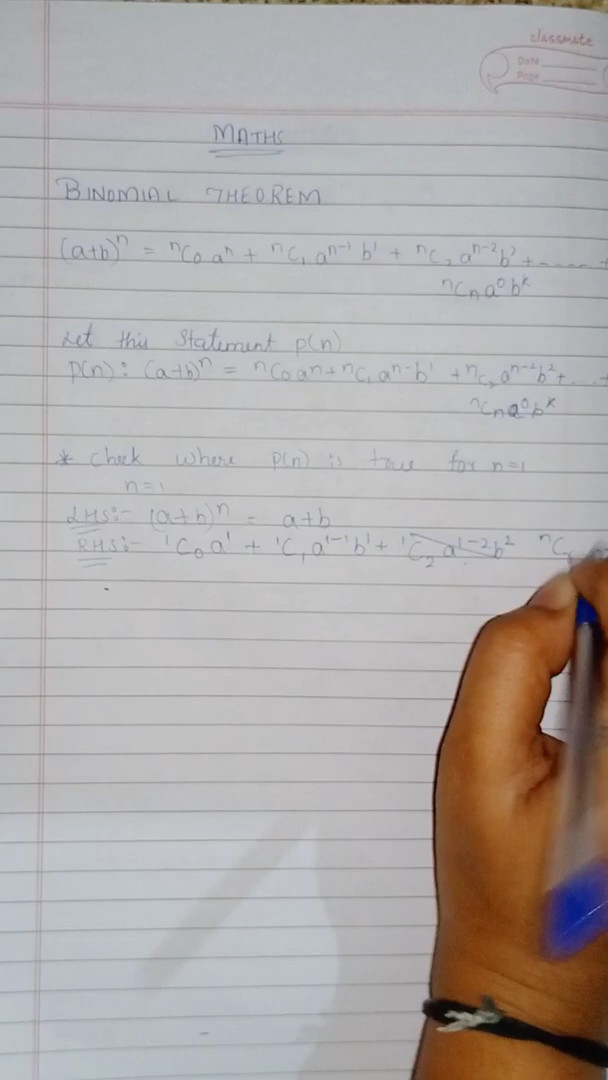 classmate
Date
Page
MATHS
BINOMIAL THEOREM
(a+b)ⁿ = ⁿC₀ aⁿ + ⁿC₁ aⁿ⁻¹ b¹ + ⁿC₂ aⁿ⁻² b² + ...... +
ⁿCₙ a⁰ bᵏ
Let this Statement p(n)
P(n) : (a+b)ⁿ = ⁿC₀ aⁿ + ⁿC₁ aⁿ⁻ b¹ + ⁿC₂ aⁿ⁻² b² + ... +
ⁿCₙ a⁰ bᵏ
* Check where P(n) is true for n=1
n=1
LHS:- (a+b)ⁿ = a+b
RHS:- ¹C₀ a¹ + ¹C₁ a¹⁻¹ b¹ + ¹C₂ a¹⁻² b² ⁿC